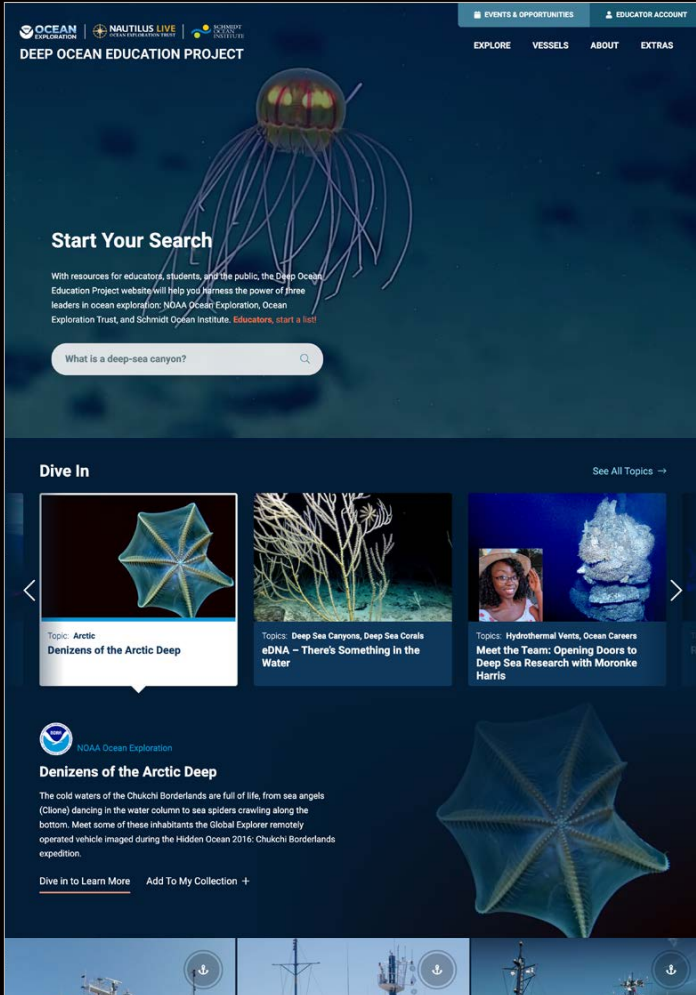 EVENTS & OPPORTUNITIES
EDUCATOR ACCOUNT
OCEAN
EXPLORATION
NAUTILUS LIVE
OCEAN EXPLORATION TRUST
SCHMIDT
OCEAN
INSTITUTE
DEEP OCEAN EDUCATION PROJECT
EXPLORE
VESSELS
ABOUT
EXTRAS
Start Your Search
With resources for educators, students, and the public, the Deep Ocean
Education Project website will help you harness the power of three
leaders in ocean exploration: NOAA Ocean Exploration, Ocean
Exploration Trust, and Schmidt Ocean Institute. Educators, start a list!
What is a deep-sea canyon?
Dive In
See All Topics →
Topic: Arctic
Denizens of the Arctic Deep
Topics: Deep Sea Canyons, Deep Sea Corals
eDNA – There's Something in the
Water
Topics: Hydrothermal Vents, Ocean Careers
Meet the Team: Opening Doors to
Deep Sea Research with Moronke
Harris
NOAA
NOAA Ocean Exploration
Denizens of the Arctic Deep
The cold waters of the Chukchi Borderlands are full of life, from sea angels
(Clione) dancing in the water column to sea spiders crawling along the
bottom. Meet some of these inhabitants the Global Explorer remotely
operated vehicle imaged during the Hidden Ocean 2016: Chukchi Borderlands
expedition.
Dive in to Learn More
Add To My Collection +